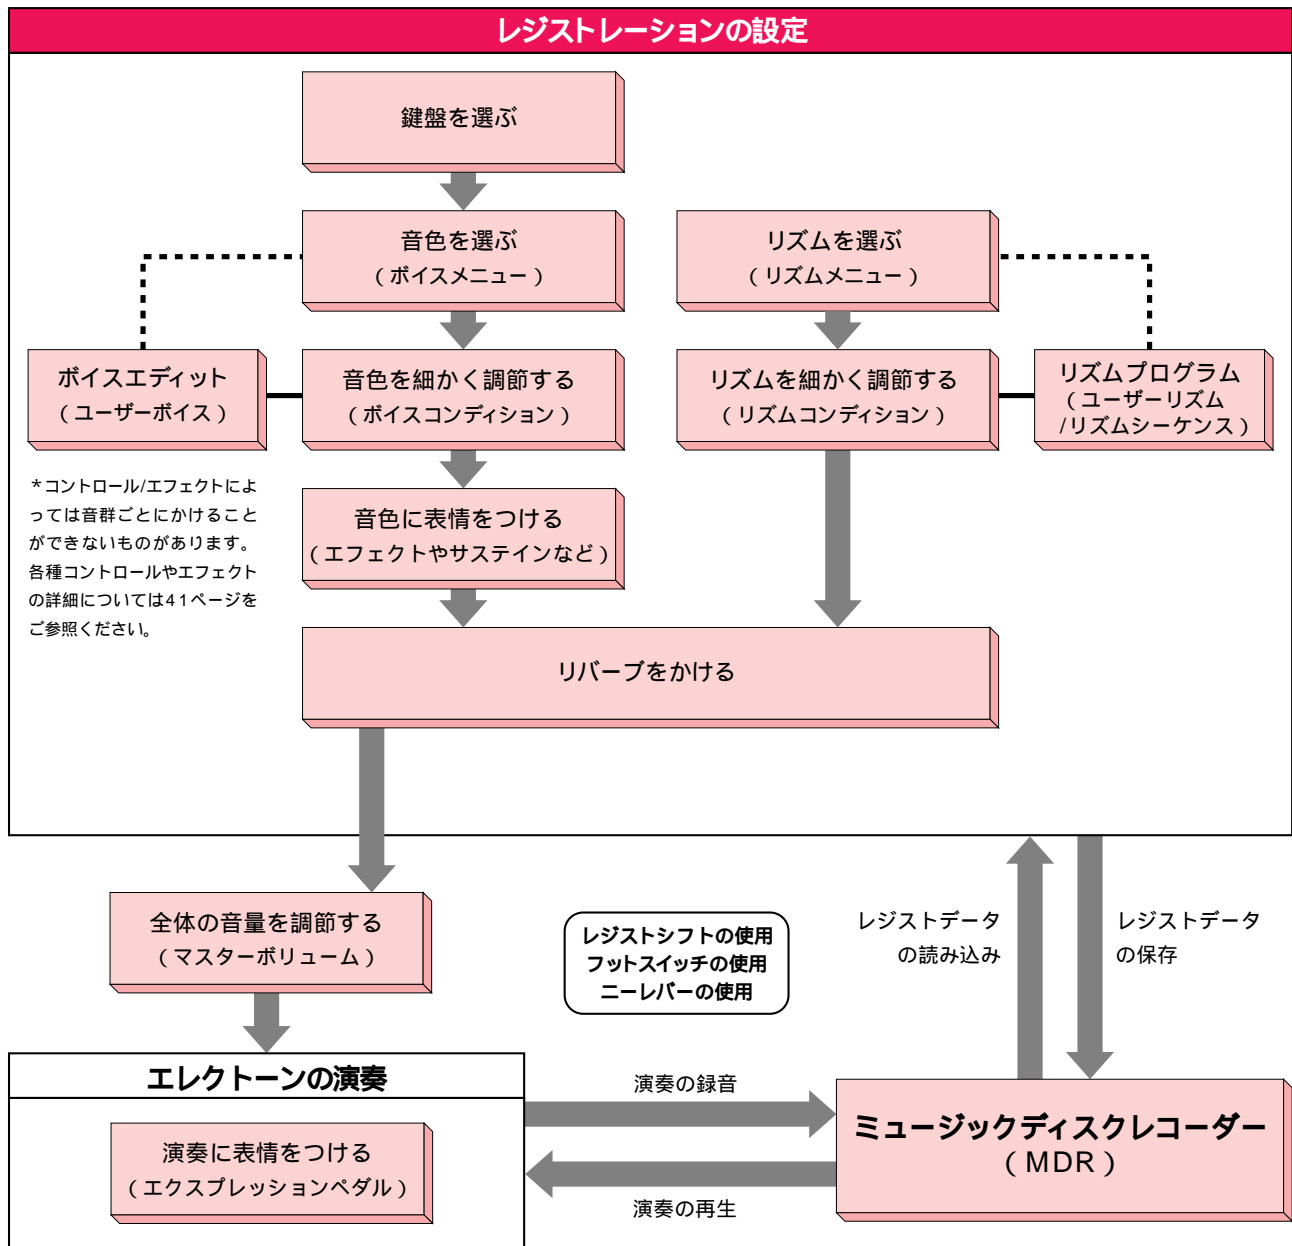 レジストレーションの設定
鍵盤を選ぶ
音色を選ぶ
（ボイスメニュー）
リズムを選ぶ
（リズムメニュー）
ボイスエディット
（ユーザーボイス）
音色を細かく調節する
（ボイスコンディション）
リズムを細かく調節する
（リズムコンディション）
リズムプログラム
（ユーザーリズム
/リズムシーケンス）
*コントロール/エフェクトによ
っては音群ごとにかけること
ができないものがあります。
各種コントロールやエフェクト
の詳細については41ページを
ご参照ください。
音色に表情をつける
（エフェクトやサステインなど）
リバーブをかける
全体の音量を調節する
（マスターボリューム）
レジストシフトの使用
フットスイッチの使用
ニーレバーの使用
レジストデータ
の読み込み
レジストデータ
の保存
エレクトーンの演奏
演奏に表情をつける
（エクスプレッションペダル）
演奏の録音
演奏の再生
ミュージックディスクレコーダー
（MDR）